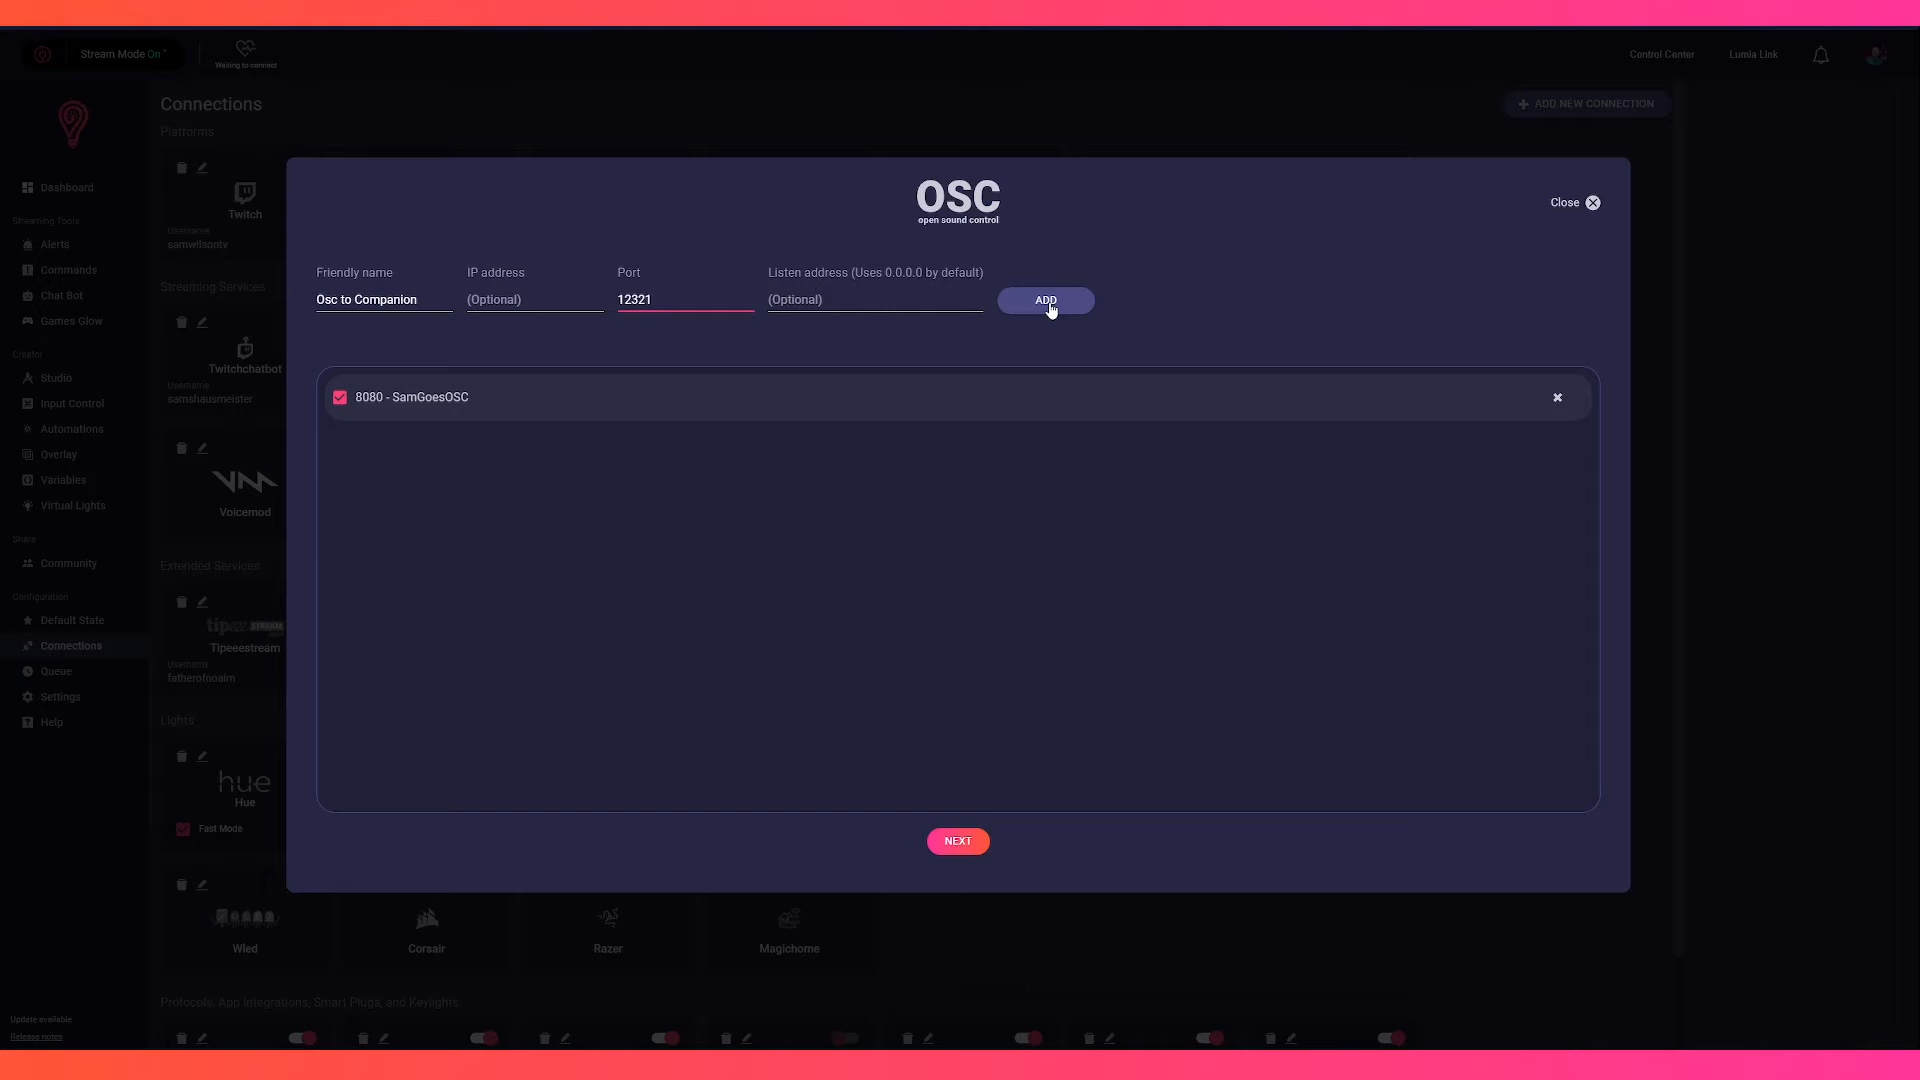 Stream Mode On
Waiting to connect
Control Center
Lumia Link
Connections
ADD NEW CONNECTION
Platforms
OSC
open sound control
Close
Dashboard
Twitch
Streaming Tools
Username
samwilsontv
Alerts
Commands
Friendly name
IP address
Port
Listen address (Uses 0.0.0.0 by default)
Chat Bot
Streaming Services
Osc to Companion
(Optional)
12321
(Optional)
ADD
Games Glow
Creator
Twitchchatbot
Studio
Username
samshausmeister
8080 - SamGoesOSC
Input Control
Automations
Overlay
Variables
Virtual Lights
Voicemod
Share
Community
Extended Services
Configuration
Default State
tipeee STREAM
Connections
Tipeeestream
Username
fatherofnoaim
Queue
Settings
Help
Lights
hue
Hue
Fast Mode
NEXT
Wled
Corsair
Razer
Magichome
Protocols, App Integrations, Smart Plugs, and Keylights
Update available
Release notes